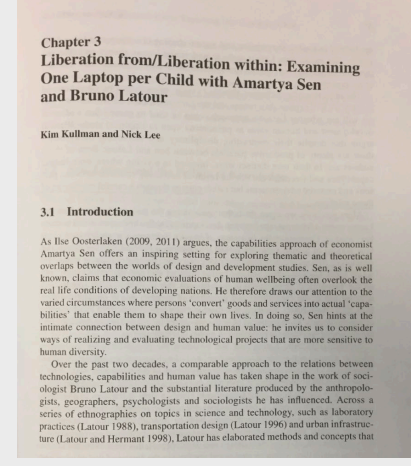 Chapter 3
Liberation from/Liberation within: Examining
One Laptop per Child with Amartya Sen
and Bruno Latour
Kim Kullman and Nick Lee
3.1 Introduction
As Ilse Oosterlaken (2009, 2011) argues, the capabilities approach of economist
Amartya Sen offers an inspiring setting for exploring thematic and theoretical
overlaps between the worlds of design and development studies. Sen, as is well
known, claims that economic evaluations of human wellbeing often overlook the
real life conditions of developing nations. He therefore draws our attention to the
varied circumstances where persons ‘convert’ goods and services into actual ‘capa-
bilities’ that enable them to shape their own lives. In doing so, Sen hints at the
intimate connection between design and human value: he invites us to consider
ways of realizing and evaluating technological projects that are more sensitive to
human diversity.
Over the past two decades, a comparable approach to the relations between
technologies, capabilities and human value has taken shape in the work of soci-
ologist Bruno Latour and the substantial literature produced by the anthropolo-
gists, geographers, psychologists and sociologists he has influenced. Across a
series of ethnographies on topics in science and technology, such as laboratory
practices (Latour 1988), transportation design (Latour 1996) and urban infrastruc-
ture (Latour and Hermant 1998), Latour has elaborated methods and concepts that